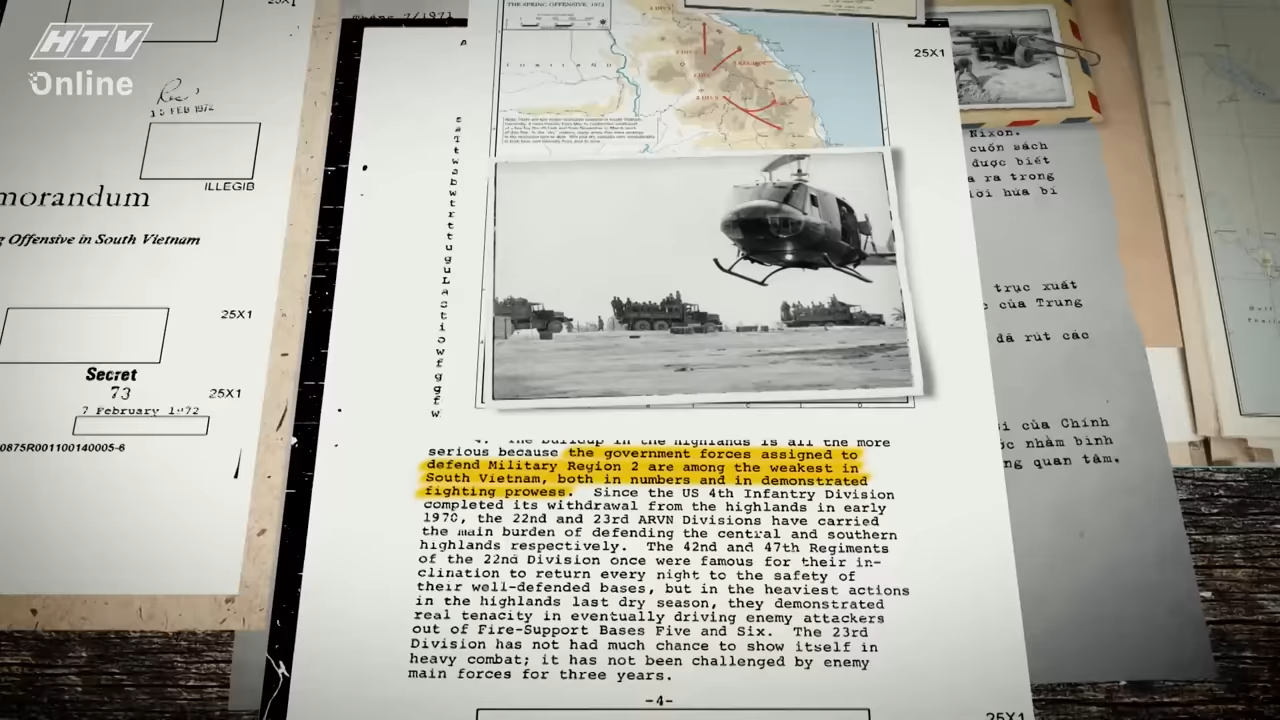 HTV
Online
25X1
15 FEB 1972
ILLEGIB
morandum
g Offensive in South Vietnam
25X1
Secret
73
25X1
7 February 1972
0875R001100140005-6
THE SPRING OFFENSIVE, 1972
25X1
4. The buildup in the highlands is all the more
serious because the government forces assigned to
defend Military Region 2 are among the weakest in
South Vietnam, both in numbers and in demonstrated
fighting prowess. Since the US 4th Infantry Division
completed its withdrawal from the highlands in early
1970, the 22nd and 23rd ARVN Divisions have carried
the main burden of defending the central and southern
highlands respectively. The 42nd and 47th Regiments
of the 22nd Division once were famous for their in-
clination to return every night to the safety of
their well-defended bases, but in the heaviest actions
in the highlands last dry season, they demonstrated
real tenacity in eventually driving enemy attackers
out of Fire-Support Bases Five and Six. The 23rd
Division has not had much chance to show itself in
heavy combat; it has not been challenged by enemy
main forces for three years.
-4-
25X1
Nixon.
cuốn sách
được biết
ra trong
lời hứa bí
trục xuất
của Trung
đã rút các
của Chính
nhằm bình
quan tâm.